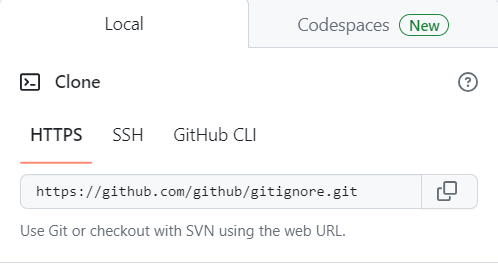 Local
Codespaces New
Clone
HTTPS SSH GitHub CLI
https://github.com/github/gitignore.git
Use Git or checkout with SVN using the web URL.